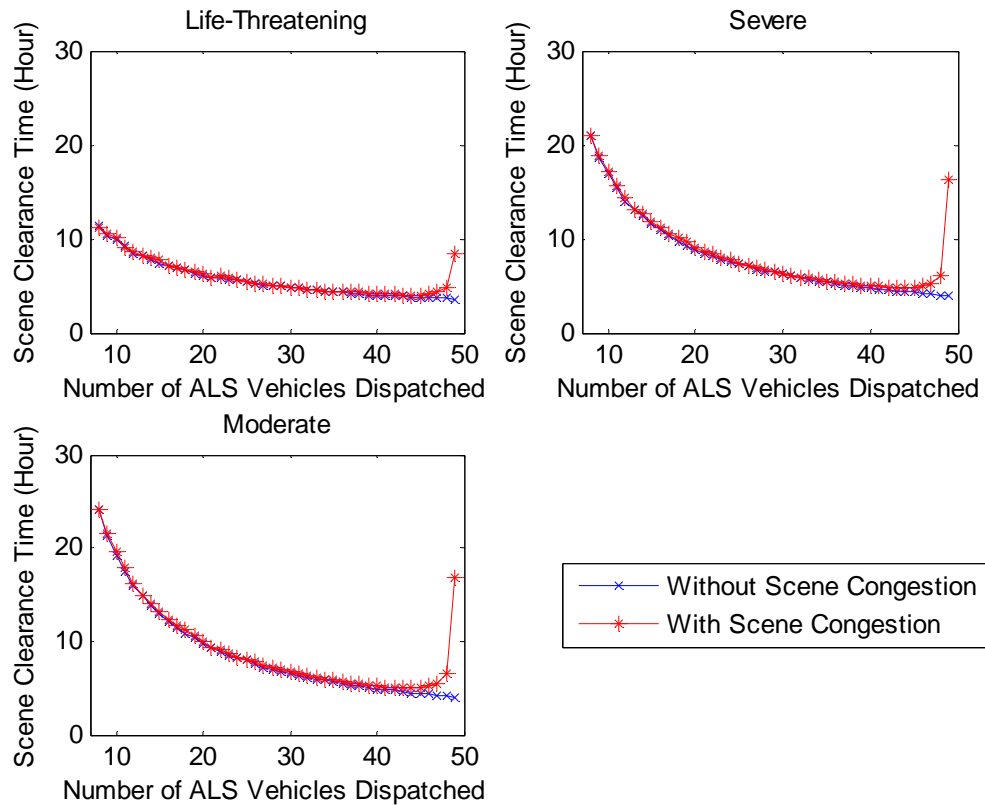 Life-Threatening
Scene Clearance Time (Hour)
30
20
10
0
10 20 30 40 50
Number of ALS Vehicles Dispatched
Severe
Scene Clearance Time (Hour)
30
20
10
0
10 20 30 40 50
Number of ALS Vehicles Dispatched
Moderate
Scene Clearance Time (Hour)
30
20
10
0
10 20 30 40 50
Number of ALS Vehicles Dispatched
Without Scene Congestion
With Scene Congestion